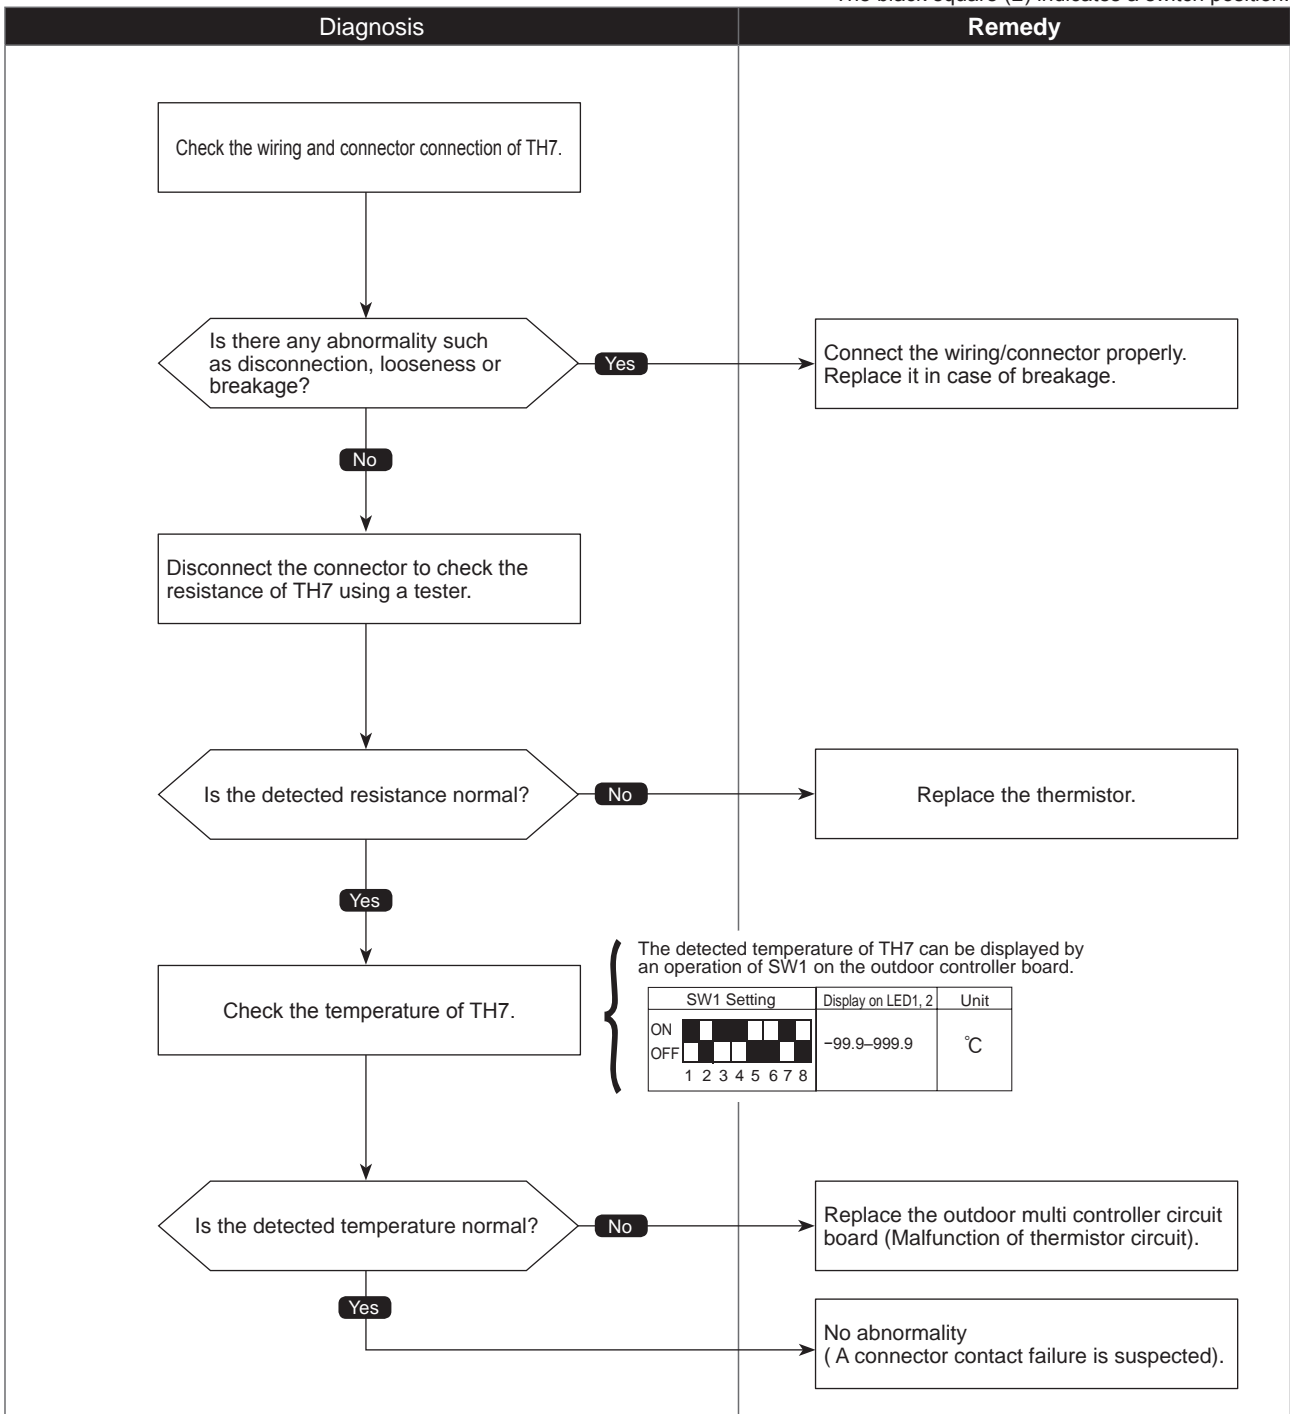 Diagnosis
Remedy
Check the wiring and connector connection of TH7.
Is there any abnormality such
as disconnection, looseness or
breakage?
Yes
Connect the wiring/connector properly.
Replace it in case of breakage.
No
Disconnect the connector to check the
resistance of TH7 using a tester.
Is the detected resistance normal?
No
Replace the thermistor.
Yes
The detected temperature of TH7 can be displayed by
an operation of SW1 on the outdoor controller board.
Check the temperature of TH7.
SW1 Setting
Display on LED1, 2
Unit
ON
OFF
1 2 3 4 5 6 7 8
−99.9–999.9
℃
Is the detected temperature normal?
No
Replace the outdoor multi controller circuit
board (Malfunction of thermistor circuit).
Yes
No abnormality
( A connector contact failure is suspected).